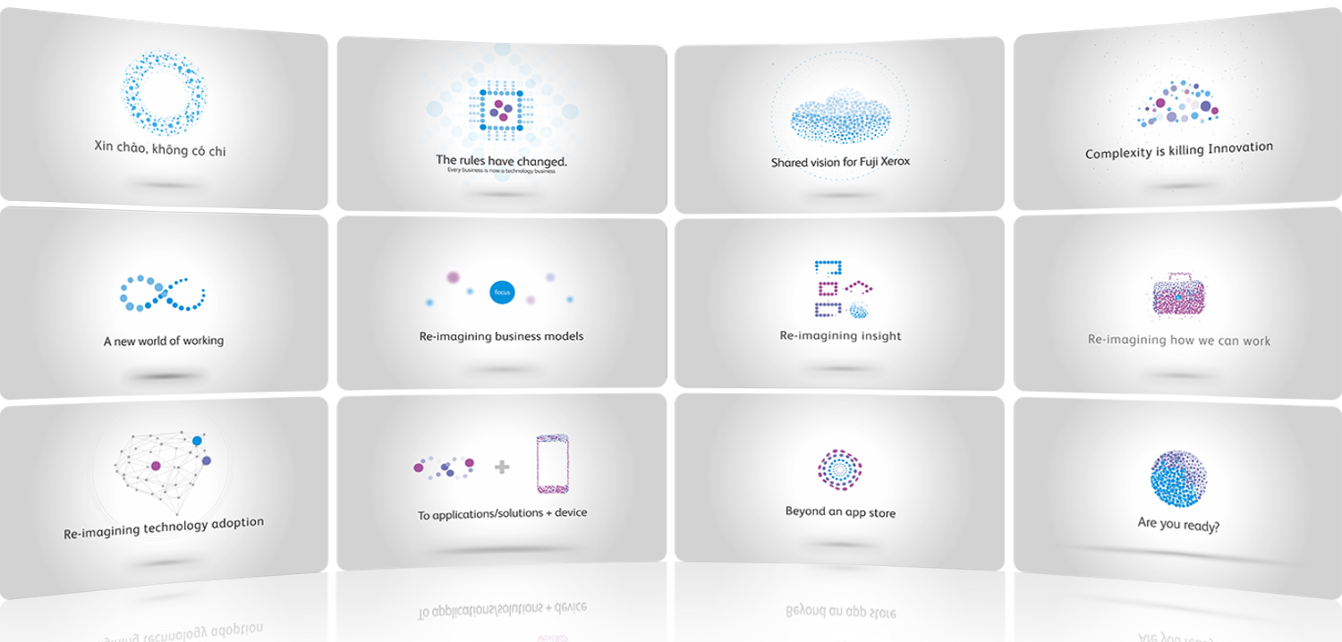 Xin chào, không có chi
The rules have changed.
Every business is now a technology business
Shared vision for Fuji Xerox
Complexity is killing Innovation
A new world of working
focus
Re-imagining business models
Re-imagining insight
Re-imagining how we can work
Re-imagining technology adoption
To applications/solutions + device
Beyond an app store
Are you ready?